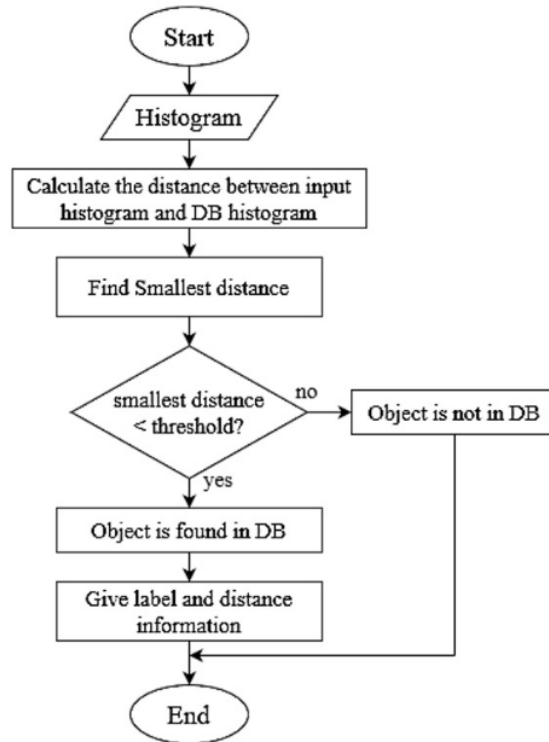 Start
Histogram
Calculate the distance between input
histogram and DB histogram
Find Smallest distance
smallest distance
< threshold?
no
Object is not in DB
yes
Object is found in DB
Give label and distance
information
End